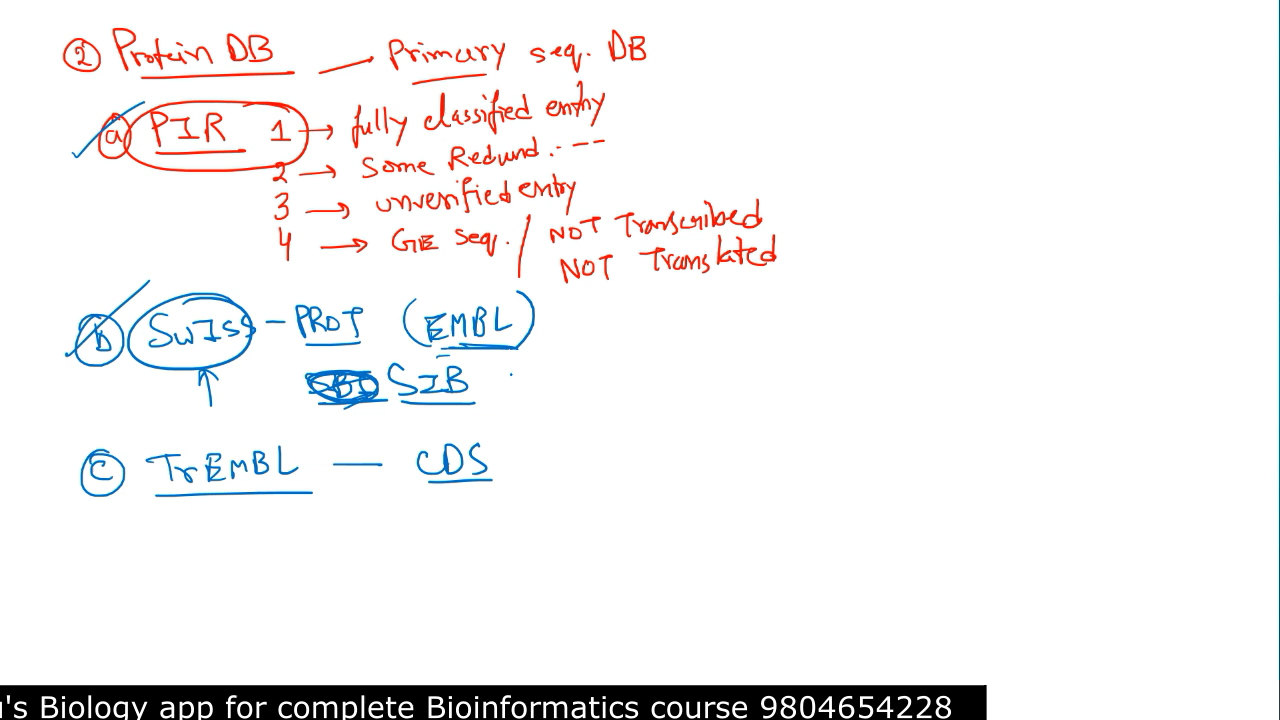 ② Protein DB — Primary seq. DB
ⓐ PIR 1 → fully classified entry
2 → Some Redund. - - -
3 → unverified entry
4 → GE seq. / NOT Transcribed
NOT Translated
ⓑ SWISS - PROT (EMBL)
SIB
ⓒ TrEMBL — CDS
u's Biology app for complete Bioinformatics course 9804654228